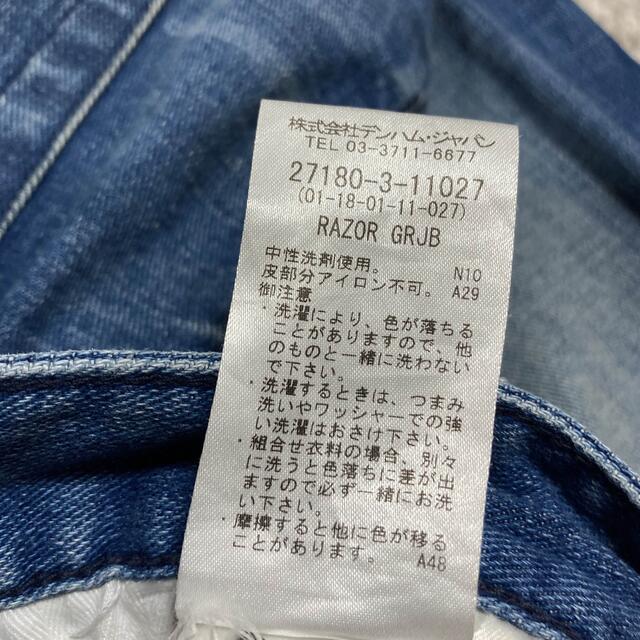 株式会社デンハム・ジャパン
TEL 03-3711-6677
27180-3-11027
(01-18-01-11-027)
RAZOR GRJB
中性洗剤使用。 N10
皮部分アイロン不可。 A29
御注意
・洗濯により、色が落ちる
ことがありますので、他
のものと一緒に洗わない
で下さい。
・洗濯するときは、つまみ
洗いやワッシャーでの強
い洗濯はおさけ下さい。
・組合せ衣料の場合、別々
に洗うと色落ちに差が出
ますので必ず一緒にお洗
い下さい。
・摩擦すると他に色が移る
ことがあります。 A48